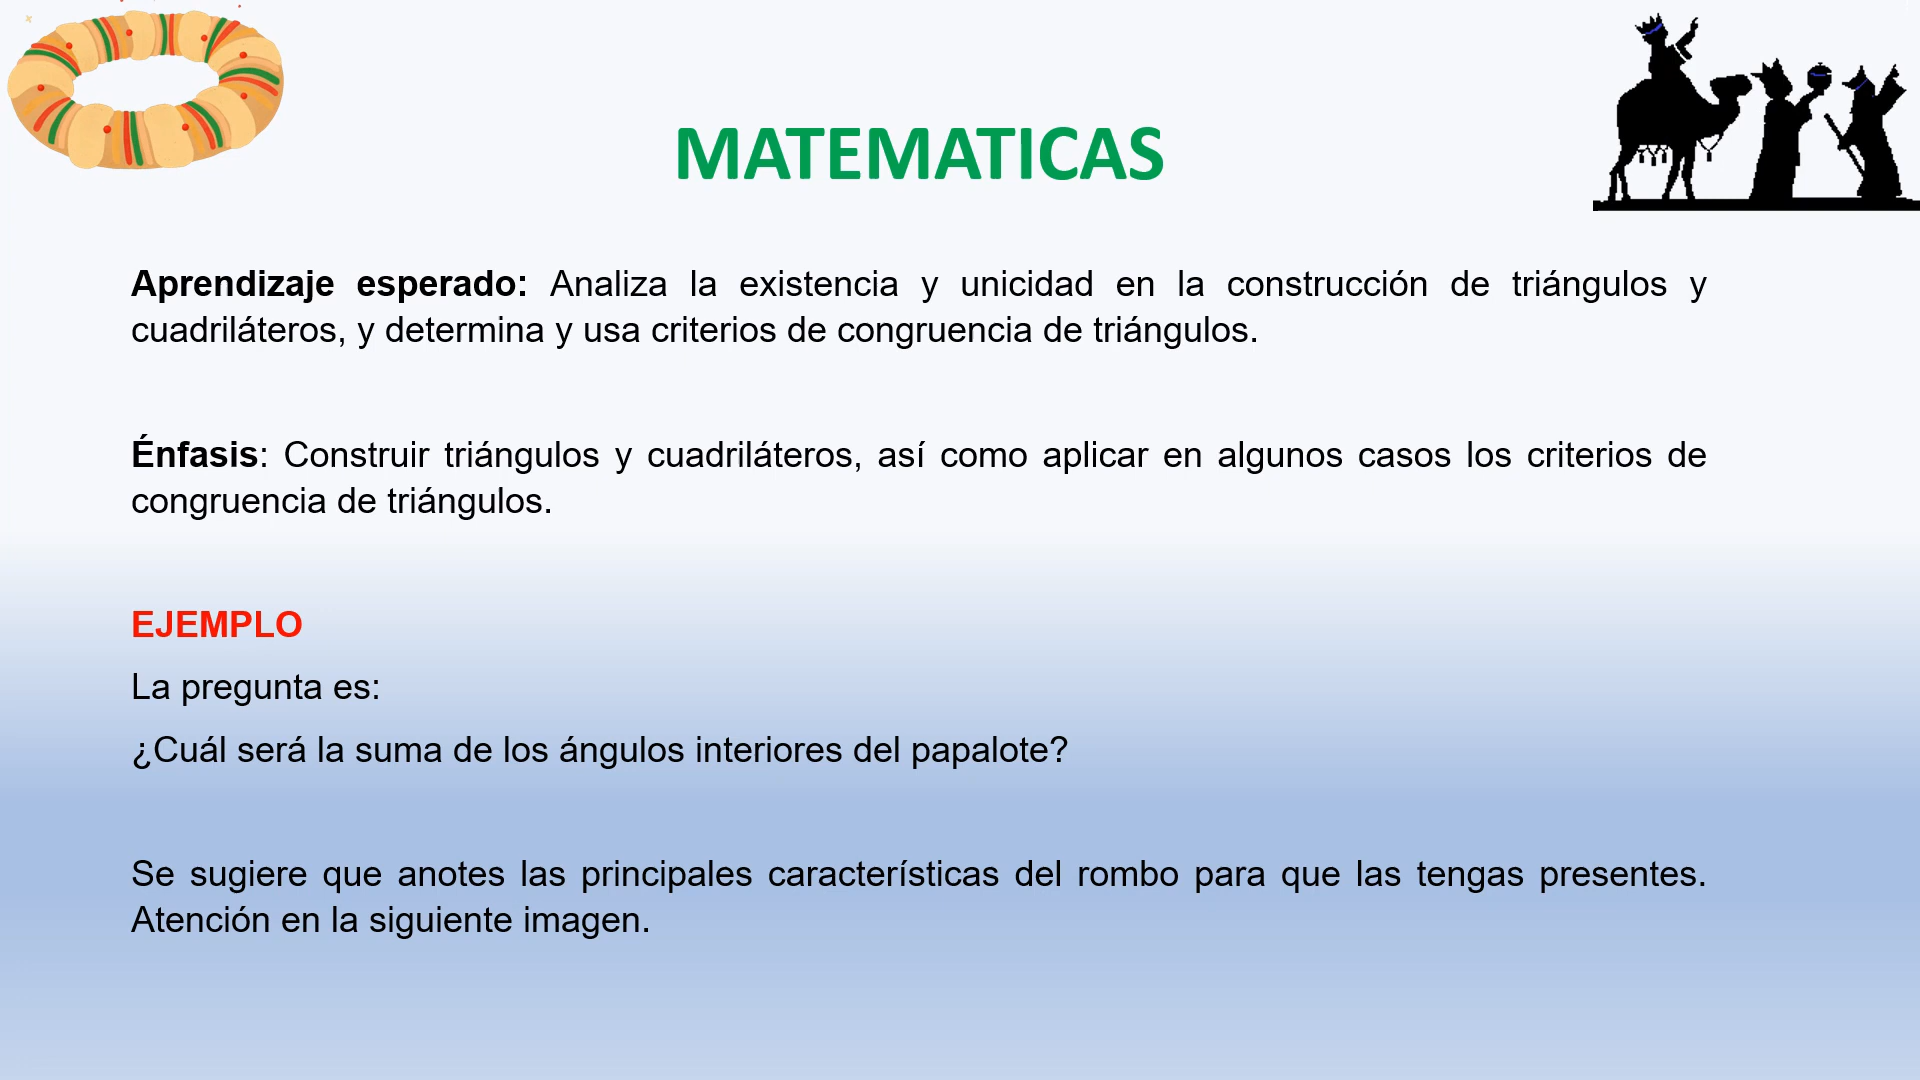 MATEMATICAS
Aprendizaje esperado: Analiza la existencia y unicidad en la construcción de triángulos y
cuadriláteros, y determina y usa criterios de congruencia de triángulos.
Énfasis: Construir triángulos y cuadriláteros, así como aplicar en algunos casos los criterios de
congruencia de triángulos.
EJEMPLO
La pregunta es:
¿Cuál será la suma de los ángulos interiores del papalote?
Se sugiere que anotes las principales características del rombo para que las tengas presentes.
Atención en la siguiente imagen.